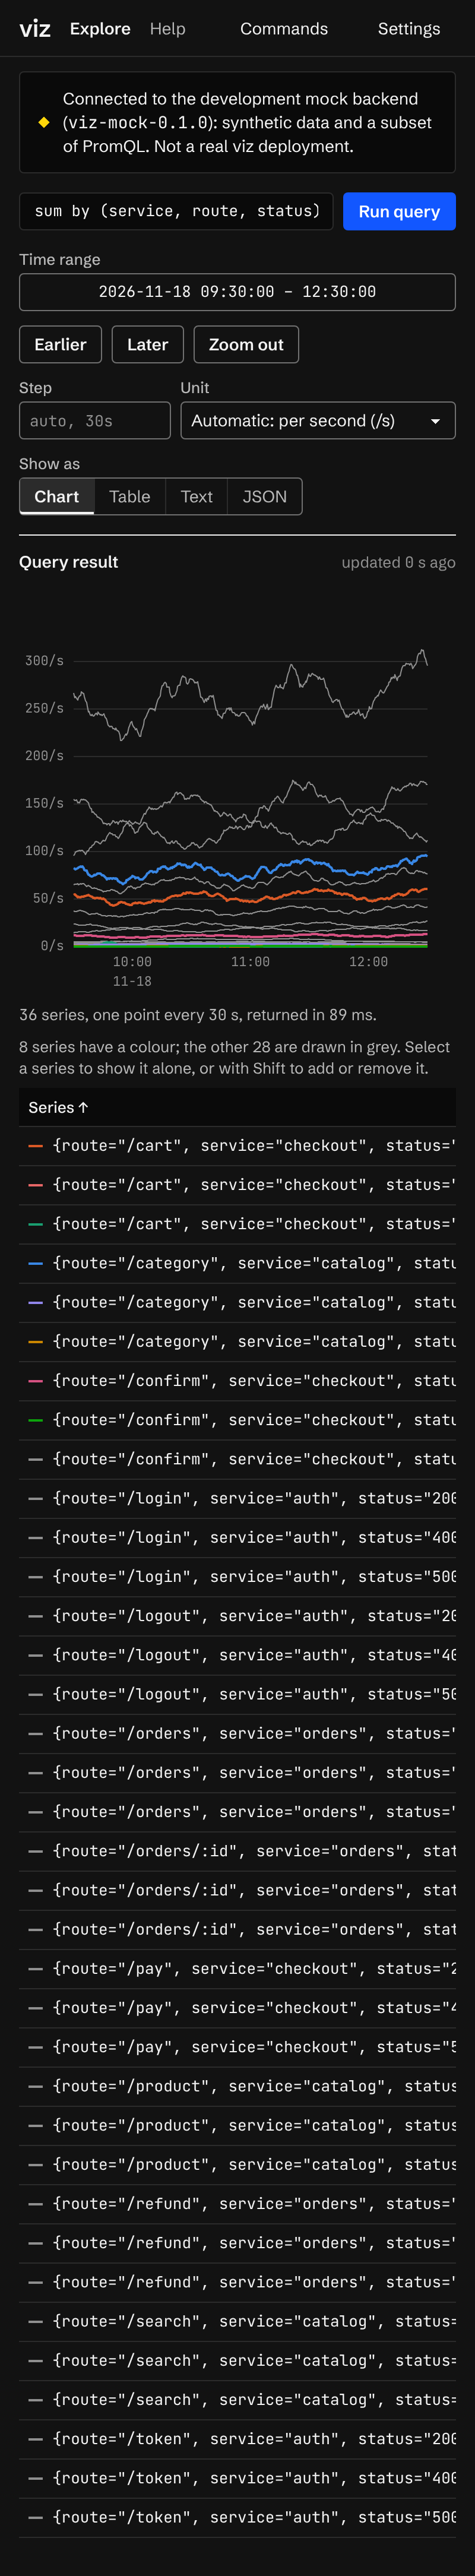 viz Explore Help Commands Settings
Connected to the development mock backend
(viz-mock-0.1.0): synthetic data and a subset
of PromQL. Not a real viz deployment.
sum by (service, route, status)
Run query
Time range
2026-11-18 09:30:00 – 12:30:00
Earlier Later Zoom out
Step Unit
auto, 30s Automatic: per second (/s)
Show as
Chart Table Text JSON
Query result updated 0 s ago
300/s
250/s
200/s
150/s
100/s
50/s
0/s
10:00 11:00 12:00
11-18
36 series, one point every 30 s, returned in 89 ms.
8 series have a colour; the other 28 are drawn in grey. Select
a series to show it alone, or with Shift to add or remove it.
Series ↑
{route="/cart", service="checkout", status="
{route="/cart", service="checkout", status="
{route="/cart", service="checkout", status="
{route="/category", service="catalog", statu
{route="/category", service="catalog", statu
{route="/category", service="catalog", statu
{route="/confirm", service="checkout", statu
{route="/confirm", service="checkout", statu
{route="/confirm", service="checkout", statu
{route="/login", service="auth", status="200
{route="/login", service="auth", status="400
{route="/login", service="auth", status="500
{route="/logout", service="auth", status="20
{route="/logout", service="auth", status="40
{route="/logout", service="auth", status="50
{route="/orders", service="orders", status="
{route="/orders", service="orders", status="
{route="/orders", service="orders", status="
{route="/orders/:id", service="orders", stat
{route="/orders/:id", service="orders", stat
{route="/orders/:id", service="orders", stat
{route="/pay", service="checkout", status="2
{route="/pay", service="checkout", status="4
{route="/pay", service="checkout", status="5
{route="/product", service="catalog", status
{route="/product", service="catalog", status
{route="/product", service="catalog", status
{route="/refund", service="orders", status="
{route="/refund", service="orders", status="
{route="/refund", service="orders", status="
{route="/search", service="catalog", status=
{route="/search", service="catalog", status=
{route="/search", service="catalog", status=
{route="/token", service="auth", status="200
{route="/token", service="auth", status="400
{route="/token", service="auth", status="500